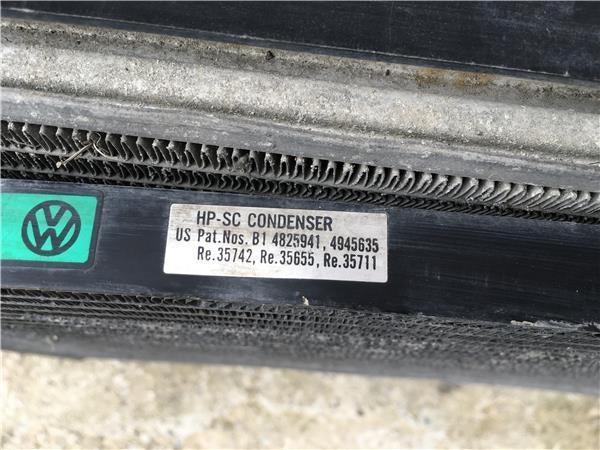 HP-SC CONDENSER
US Pat.Nos. B1 4825941, 4945635
Re.35742, Re.35655, Re.35711
VW